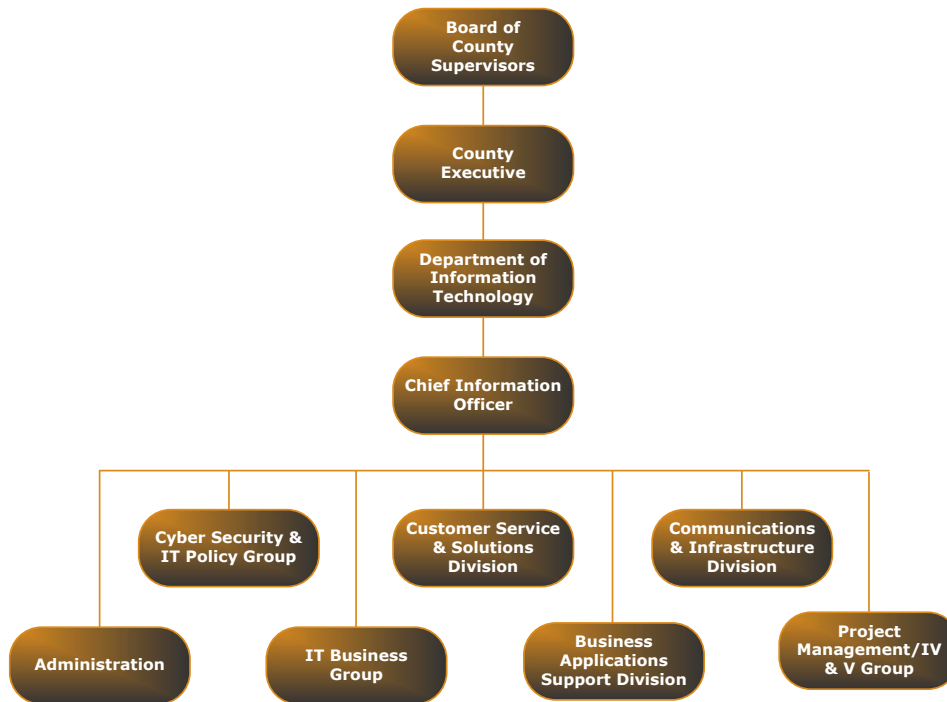 Board of
County
Supervisors
County
Executive
Department of
Information
Technology
Chief Information
Officer
Cyber Security &
IT Policy Group
Customer Service
& Solutions
Division
Communications
& Infrastructure
Division
Administration
IT Business
Group
Business
Applications
Support Division
Project
Management/IV
& V Group